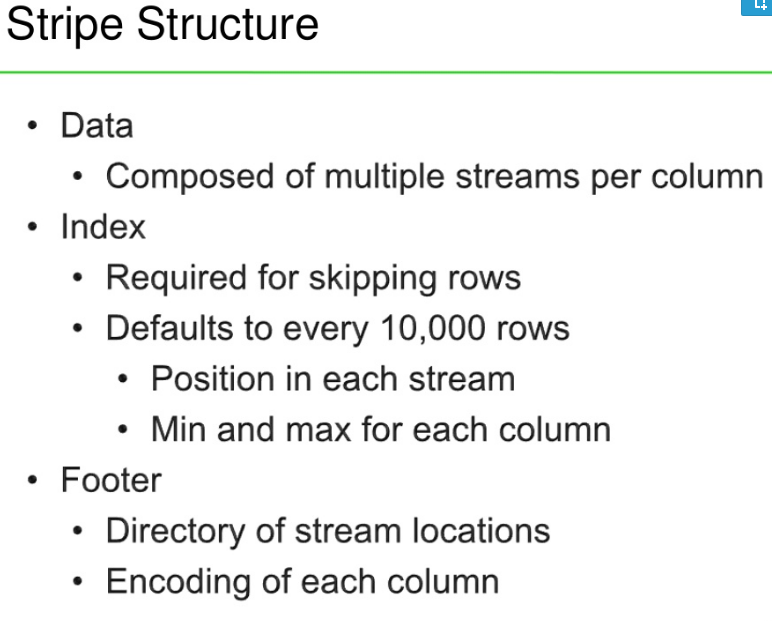 Stripe Structure
• Data
• Composed of multiple streams per column
• Index
• Required for skipping rows
• Defaults to every 10,000 rows
• Position in each stream
• Min and max for each column
• Footer
• Directory of stream locations
• Encoding of each column